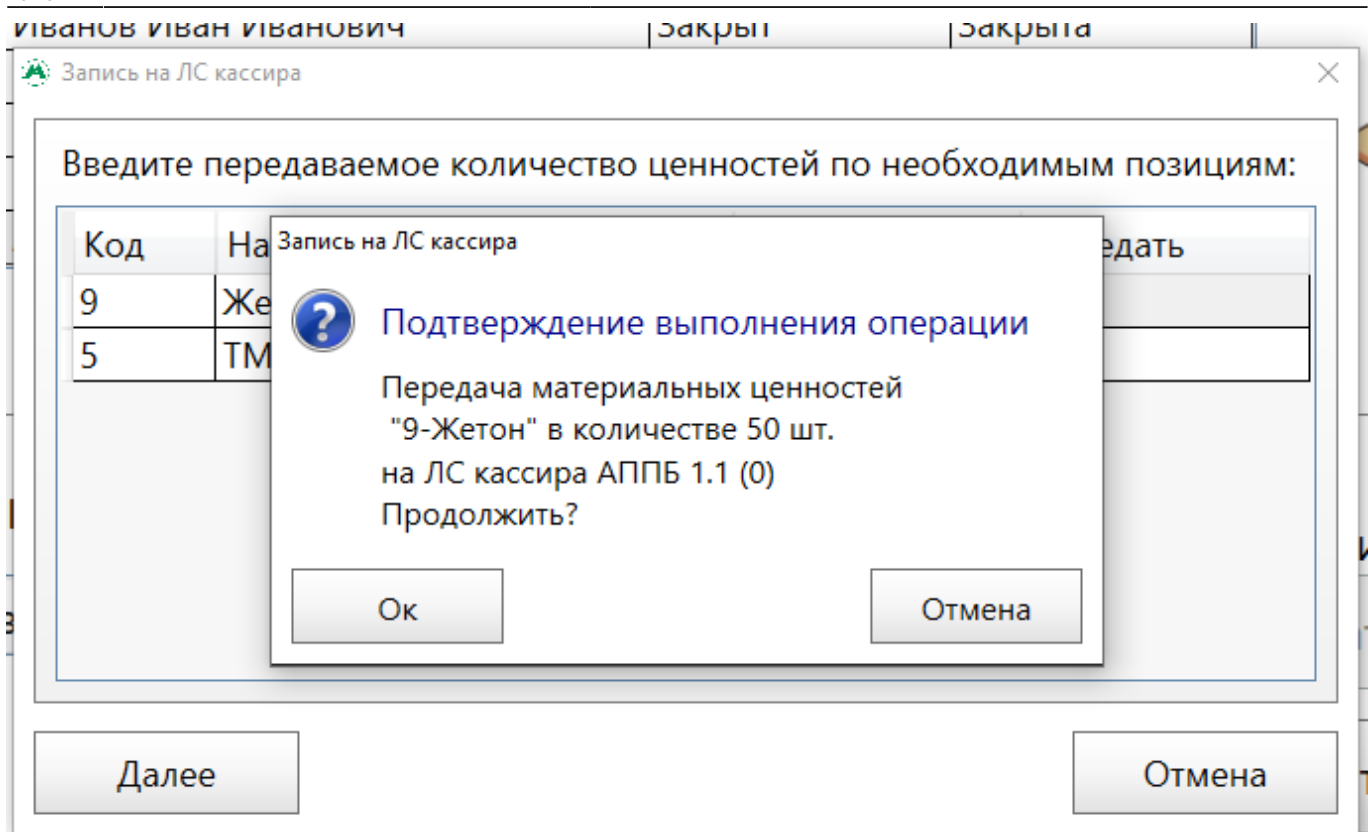 Иванов Иван Иванович Закрыт Закрыта
Запись на ЛС кассира
Введите передаваемое количество ценностей по необходимым позициям:
Код
Запись на ЛС кассира
9
Подтверждение выполнения операции
5
Передача материальных ценностей
"9-Жетон" в количестве 50 шт.
на ЛС кассира АППБ 1.1 (0)
Продолжить?
Ок Отмена
Далее Отмена